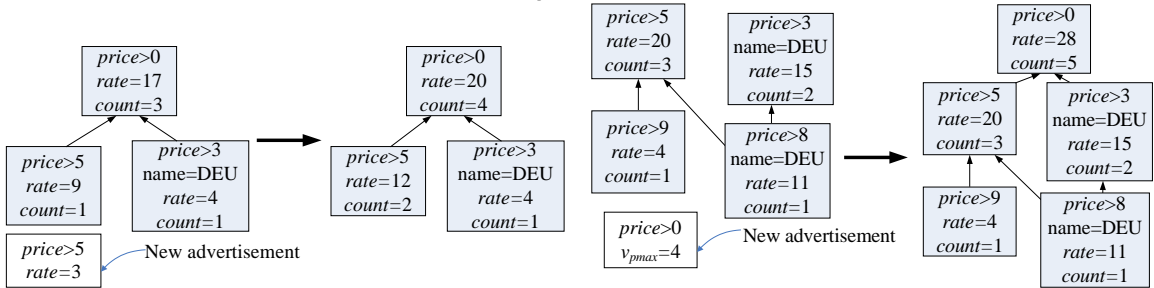 price>0
rate=17
count=3
price>5
rate=9
count=1
price>3
name=DEU
rate=4
count=1
price>5
rate=3
New advertisement
price>0
rate=20
count=4
price>5
rate=12
count=2
price>3
name=DEU
rate=4
count=1
price>5
rate=20
count=3
price>3
name=DEU
rate=15
count=2
price>9
rate=4
count=1
price>8
name=DEU
rate=11
count=1
price>0
vpmax=4
New advertisement
price>0
rate=28
count=5
price>5
rate=20
count=3
price>3
name=DEU
rate=15
count=2
price>9
rate=4
count=1
price>8
name=DEU
rate=11
count=1